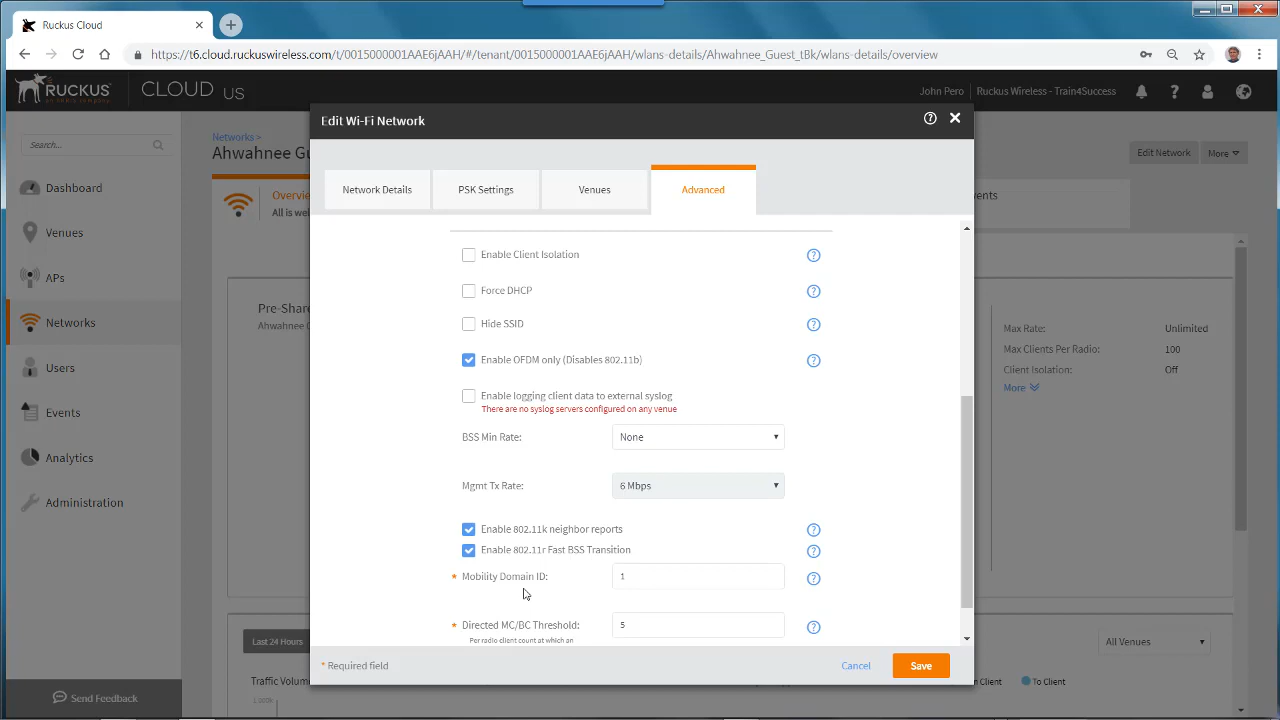 Ruckus Cloud
https://t6.cloud.ruckuswireless.com/t/0015000001AAE6jAAH/#/tenant/0015000001AAE6jAAH/wlans-details/Ahwahnee_Guest_tBk/wlans-details/overview
RUCKUS
CLOUD US
John Pero
Ruckus Wireless - Train4Success
Search...
Dashboard
Venues
APs
Networks
Users
Events
Analytics
Administration
Send Feedback
Networks >
Ahwahnee Gu
Edit Network
More
Overvie
All is we
ents
Pre-Share
Ahwahnee G
Max Rate: Unlimited
Max Clients Per Radio: 100
Client Isolation: Off
More
Last 24 Hours
All Venues
Traffic Volum
n Client
To Client
Edit Wi-Fi Network
Network Details
PSK Settings
Venues
Advanced
Enable Client Isolation
Force DHCP
Hide SSID
Enable OFDM only (Disables 802.11b)
Enable logging client data to external syslog
There are no syslog servers configured on any venue
BSS Min Rate: None
Mgmt Tx Rate: 6 Mbps
Enable 802.11k neighbor reports
Enable 802.11r Fast BSS Transition
* Mobility Domain ID: 1
* Directed MC/BC Threshold: 5
Per radio client count at which an
* Required field
Cancel
Save